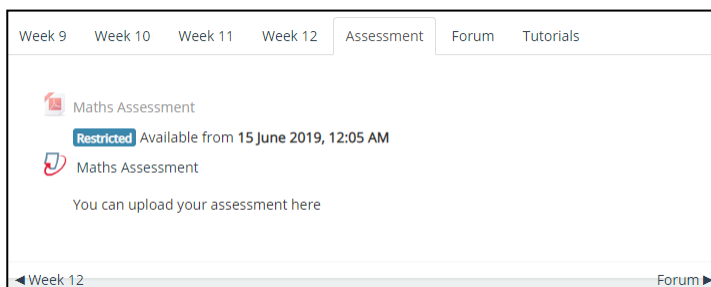 Week 9 Week 10 Week 11 Week 12 Assessment Forum Tutorials
Maths Assessment
Restricted Available from 15 June 2019, 12:05 AM
Maths Assessment
You can upload your assessment here
◄ Week 12 Forum ►